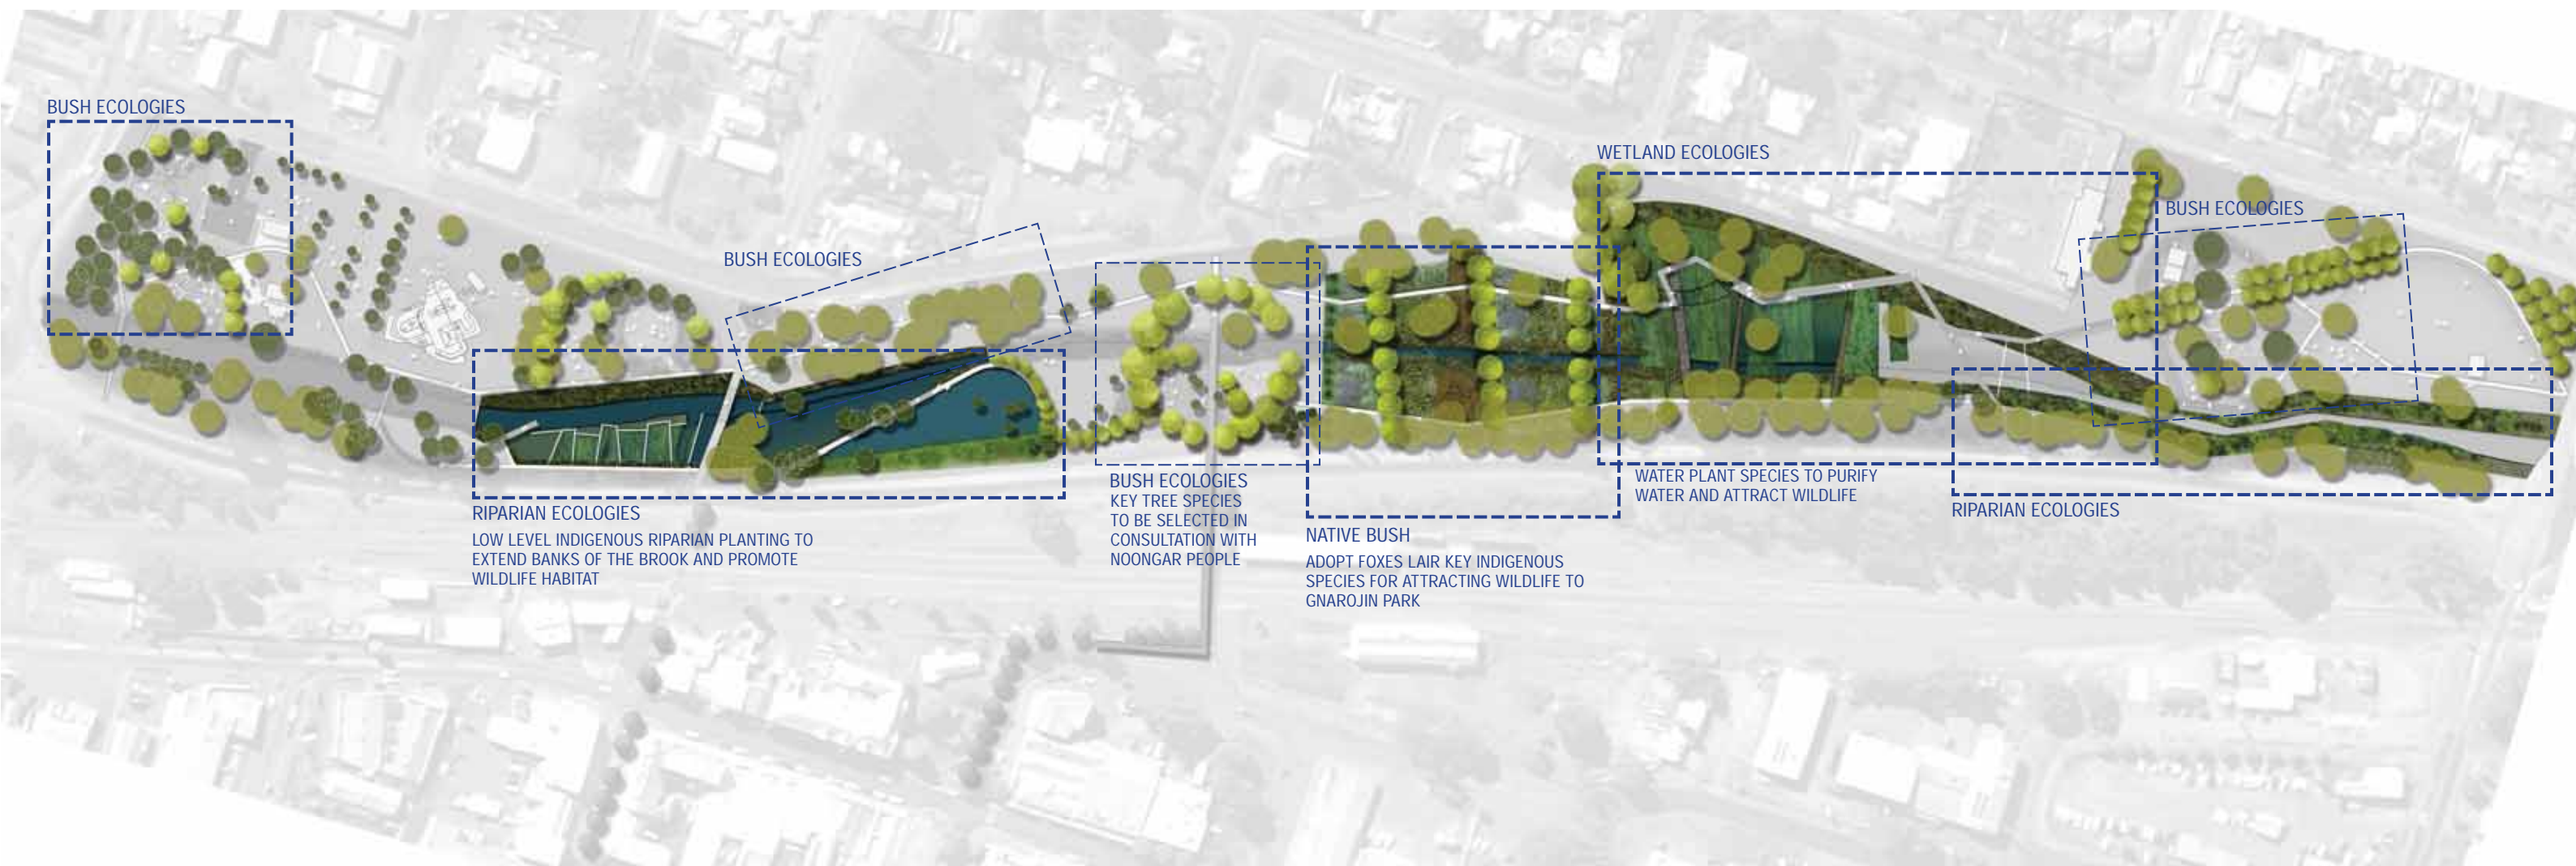 BUSH ECOLOGIES
BUSH ECOLOGIES
RIPARIAN ECOLOGIES
LOW LEVEL INDIGENOUS RIPARIAN PLANTING TO
EXTEND BANKS OF THE BROOK AND PROMOTE
WILDLIFE HABITAT
BUSH ECOLOGIES
KEY TREE SPECIES
TO BE SELECTED IN
CONSULTATION WITH
NOONGAR PEOPLE
NATIVE BUSH
ADOPT FOXES LAIR KEY INDIGENOUS
SPECIES FOR ATTRACTING WILDLIFE TO
GNAROJIN PARK
WETLAND ECOLOGIES
WATER PLANT SPECIES TO PURIFY
WATER AND ATTRACT WILDLIFE
BUSH ECOLOGIES
RIPARIAN ECOLOGIES